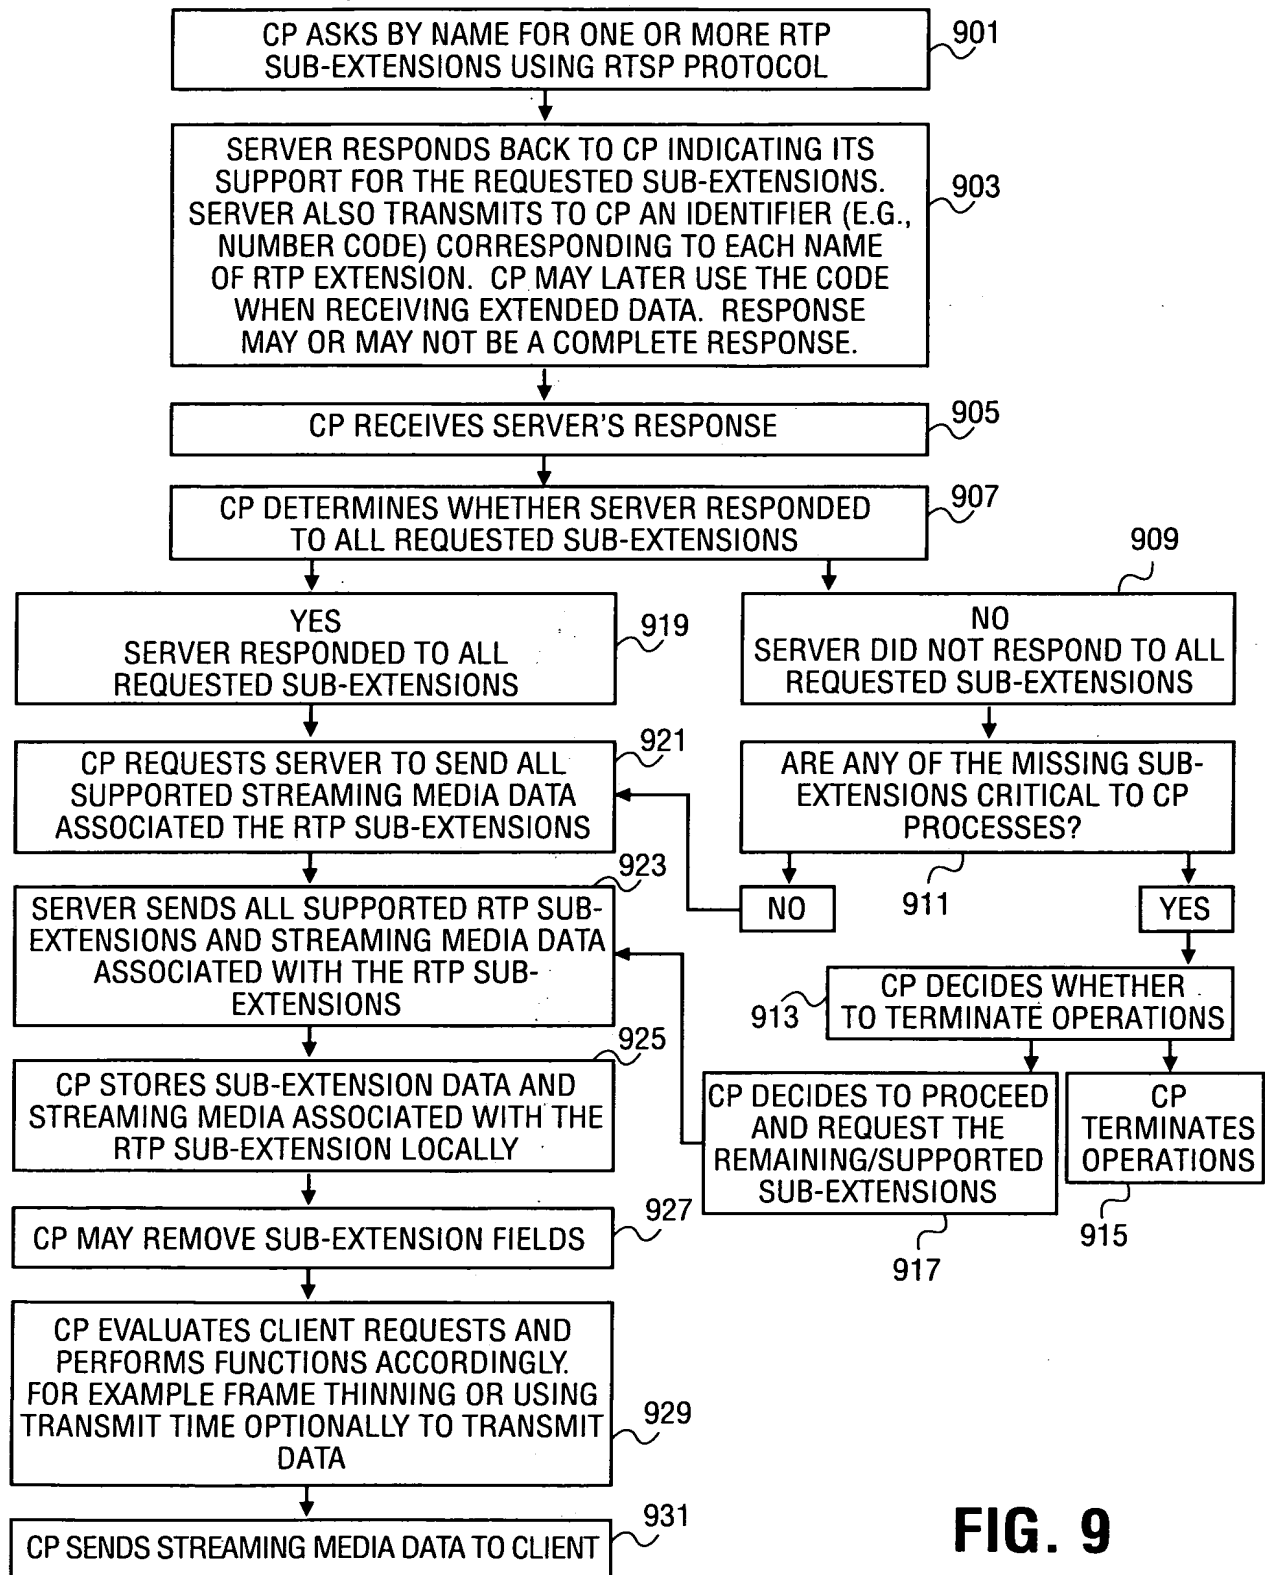 CP ASKS BY NAME FOR ONE OR MORE RTP
SUB-EXTENSIONS USING RTSP PROTOCOL
901
SERVER RESPONDS BACK TO CP INDICATING ITS
SUPPORT FOR THE REQUESTED SUB-EXTENSIONS.
SERVER ALSO TRANSMITS TO CP AN IDENTIFIER (E.G.,
NUMBER CODE) CORRESPONDING TO EACH NAME
OF RTP EXTENSION. CP MAY LATER USE THE CODE
WHEN RECEIVING EXTENDED DATA. RESPONSE
MAY OR MAY NOT BE A COMPLETE RESPONSE.
903
CP RECEIVES SERVER'S RESPONSE
905
CP DETERMINES WHETHER SERVER RESPONDED
TO ALL REQUESTED SUB-EXTENSIONS
907
YES
SERVER RESPONDED TO ALL
REQUESTED SUB-EXTENSIONS
919
909
NO
SERVER DID NOT RESPOND TO ALL
REQUESTED SUB-EXTENSIONS
CP REQUESTS SERVER TO SEND ALL
SUPPORTED STREAMING MEDIA DATA
ASSOCIATED THE RTP SUB-EXTENSIONS
921
ARE ANY OF THE MISSING SUB-
EXTENSIONS CRITICAL TO CP
PROCESSES?
911
NO
YES
923
SERVER SENDS ALL SUPPORTED RTP SUB-
EXTENSIONS AND STREAMING MEDIA DATA
ASSOCIATED WITH THE RTP SUB-
EXTENSIONS
CP DECIDES WHETHER
TO TERMINATE OPERATIONS
913
925
CP STORES SUB-EXTENSION DATA AND
STREAMING MEDIA ASSOCIATED WITH THE
RTP SUB-EXTENSION LOCALLY
CP DECIDES TO PROCEED
AND REQUEST THE
REMAINING/SUPPORTED
SUB-EXTENSIONS
917
CP
TERMINATES
OPERATIONS
915
CP MAY REMOVE SUB-EXTENSION FIELDS
927
CP EVALUATES CLIENT REQUESTS AND
PERFORMS FUNCTIONS ACCORDINGLY.
FOR EXAMPLE FRAME THINNING OR USING
TRANSMIT TIME OPTIONALLY TO TRANSMIT
DATA
929
CP SENDS STREAMING MEDIA DATA TO CLIENT
931
FIG. 9